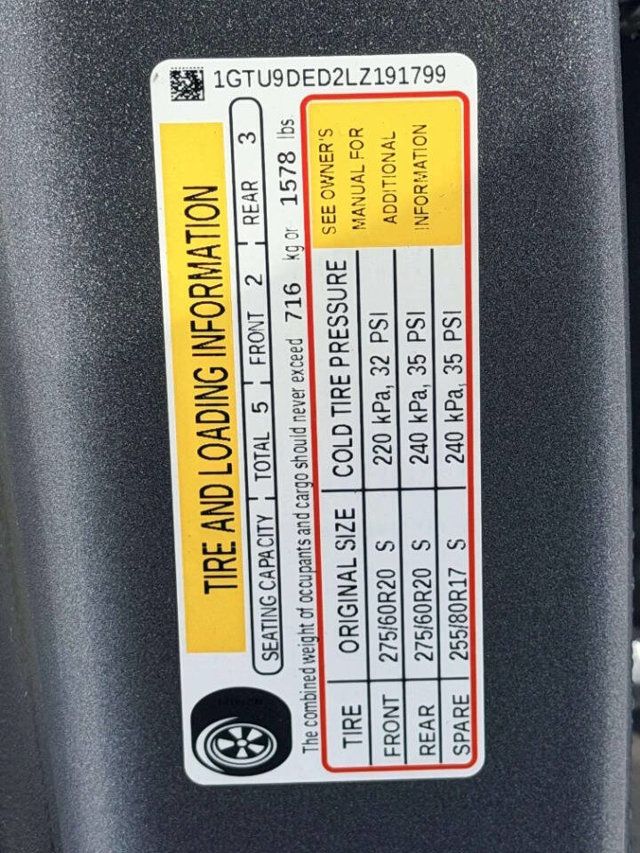 1GTU9DED2LZ191799
TIRE AND LOADING INFORMATION
SEATING CAPACITY TOTAL 5 FRONT 2 REAR 3
The combined weight of occupants and cargo should never exceed 716 kg or 1578 lbs.
TIRE ORIGINAL SIZE COLD TIRE PRESSURE
FRONT 275/60R20 S 220 kPa, 32 PSI
REAR 275/60R20 S 240 kPa, 35 PSI
SPARE 255/80R17 S 240 kPa, 35 PSI
SEE OWNER'S
MANUAL FOR
ADDITIONAL
INFORMATION